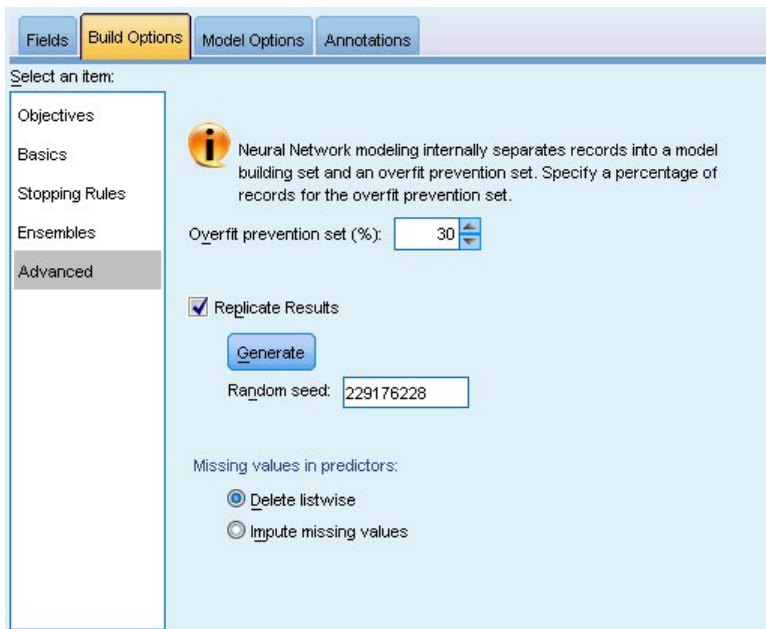 Fields Build Options Model Options Annotations
Select an item:
Objectives
Basics
Stopping Rules
Ensembles
Advanced
Neural Network modeling internally separates records into a model
building set and an overfit prevention set. Specify a percentage of
records for the overfit prevention set.
Overfit prevention set (%): 30
Replicate Results
Generate
Random seed: 229176228
Missing values in predictors:
Delete listwise
Impute missing values